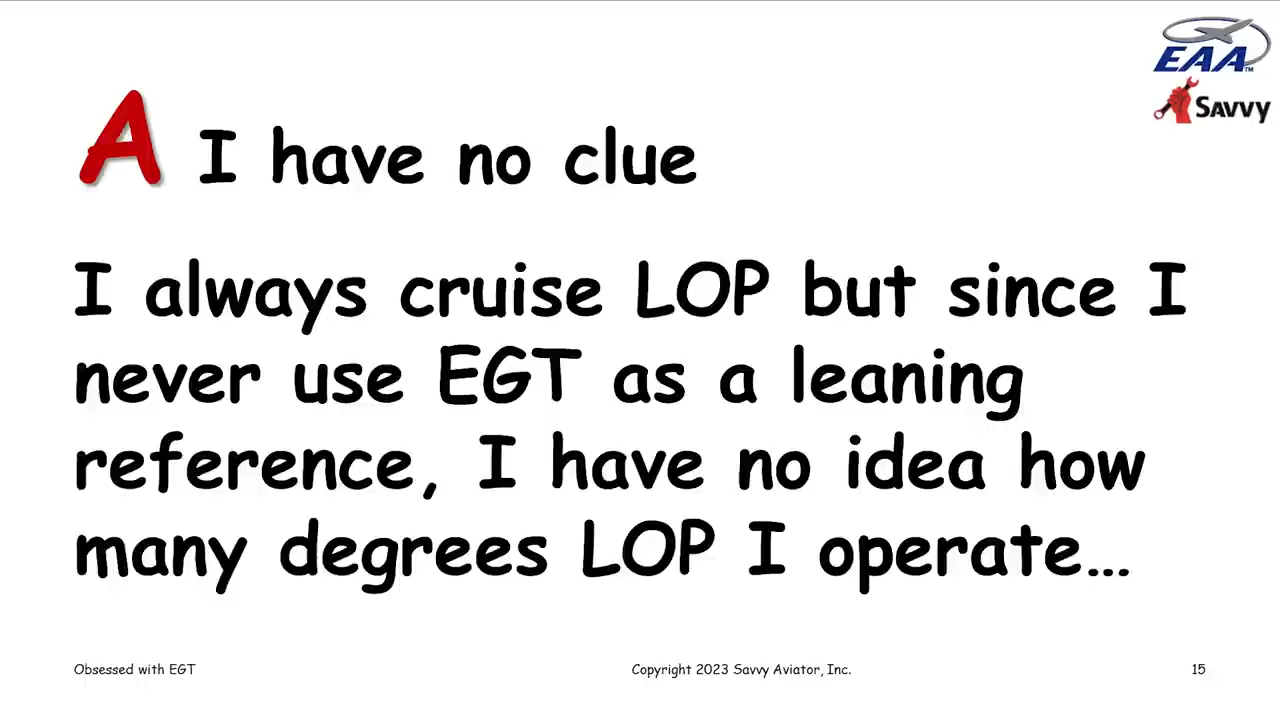 EAA™
SAVVY
A I have no clue
I always cruise LOP but since I
never use EGT as a leaning
reference, I have no idea how
many degrees LOP I operate…
Obsessed with EGT
Copyright 2023 Savvy Aviator, Inc.
15